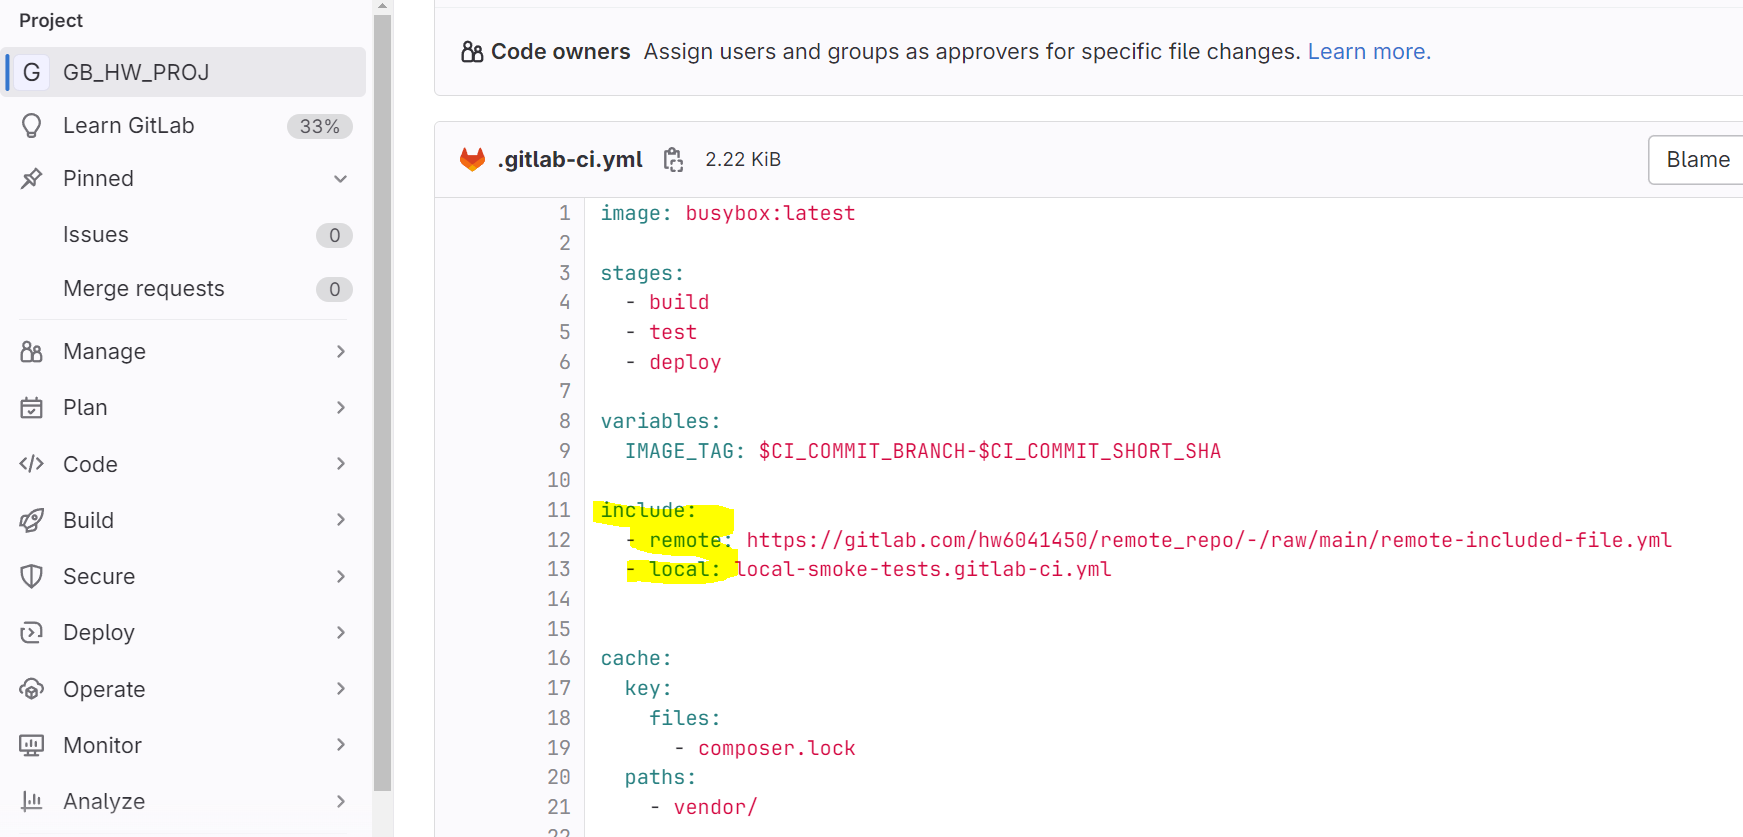 Project
G GB_HW_PROJ
Learn GitLab 33%
Pinned
Issues 0
Merge requests 0
Manage
Plan
Code
Build
Secure
Deploy
Operate
Monitor
Analyze
Code owners Assign users and groups as approvers for specific file changes. Learn more.
.gitlab-ci.yml 2.22 KiB
Blame
1 image: busybox:latest
2
3 stages:
4 - build
5 - test
6 - deploy
7
8 variables:
9 IMAGE_TAG: $CI_COMMIT_BRANCH-$CI_COMMIT_SHORT_SHA
10
11 include:
12 - remote: https://gitlab.com/hw6041450/remote_repo/-/raw/main/remote-included-file.yml
13 - local: local-smoke-tests.gitlab-ci.yml
14
15
16 cache:
17 key:
18 files:
19 - composer.lock
20 paths:
21 - vendor/